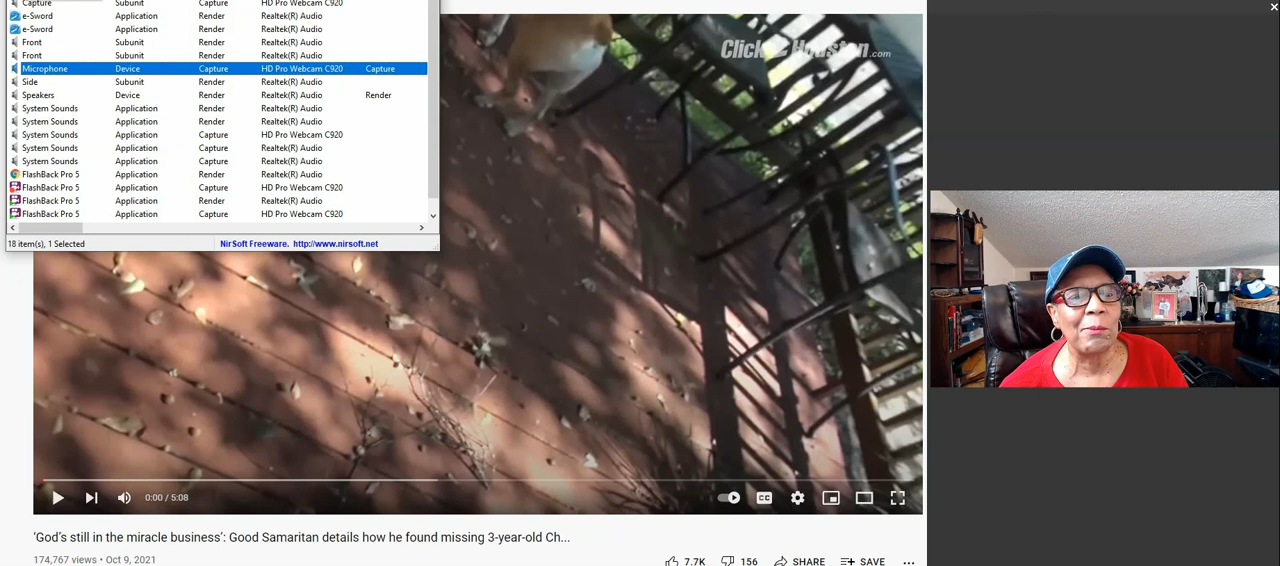 Capture HD Pro Webcam C920
e-Sword Application Render Realtek(R) Audio
e-Sword Application Render Realtek(R) Audio
Front Subunit Render Realtek(R) Audio
Front Subunit Render Realtek(R) Audio
Microphone Device Capture HD Pro Webcam C920 Capture
Side Subunit Render Realtek(R) Audio
Speakers Device Render Realtek(R) Audio Render
System Sounds Application Render Realtek(R) Audio
System Sounds Application Render Realtek(R) Audio
System Sounds Application Capture HD Pro Webcam C920
System Sounds Application Capture Realtek(R) Audio
System Sounds Application Capture Realtek(R) Audio
FlashBack Pro 5 Application Render Realtek(R) Audio
FlashBack Pro 5 Application Capture HD Pro Webcam C920
FlashBack Pro 5 Application Render Realtek(R) Audio
FlashBack Pro 5 Application Capture HD Pro Webcam C920
18 item(s), 1 Selected NirSoft Freeware. http://www.nirsoft.net
Click2Houston.com
CC
0:00 / 5:08
‘God’s still in the miracle business’: Good Samaritan details how he found missing 3-year-old Ch...
174,767 views • Oct 9, 2021 7.7K 156 SHARE SAVE